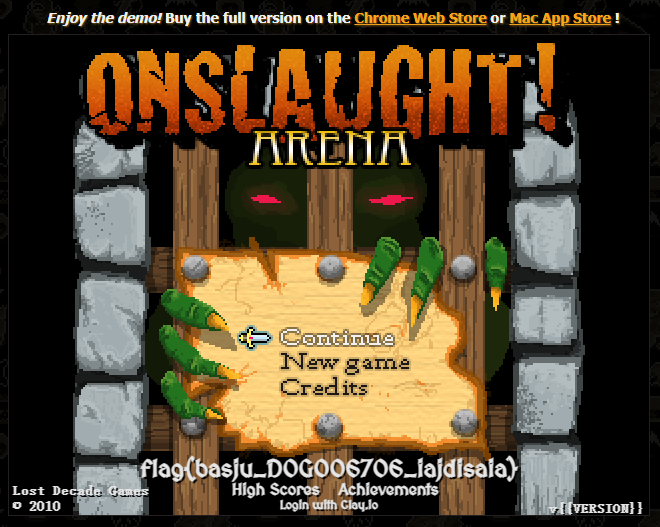 Enjoy the demo! Buy the full version on the Chrome Web Store or Mac App Store !
ONSLAUGHT!
ARENA
Continue
New game
Credits
flag{basju_D0G006706_iajdlsaia}
High Scores Achievements
Login with Clay.io
Lost Decade Games
© 2010
v.{{VERSION}}